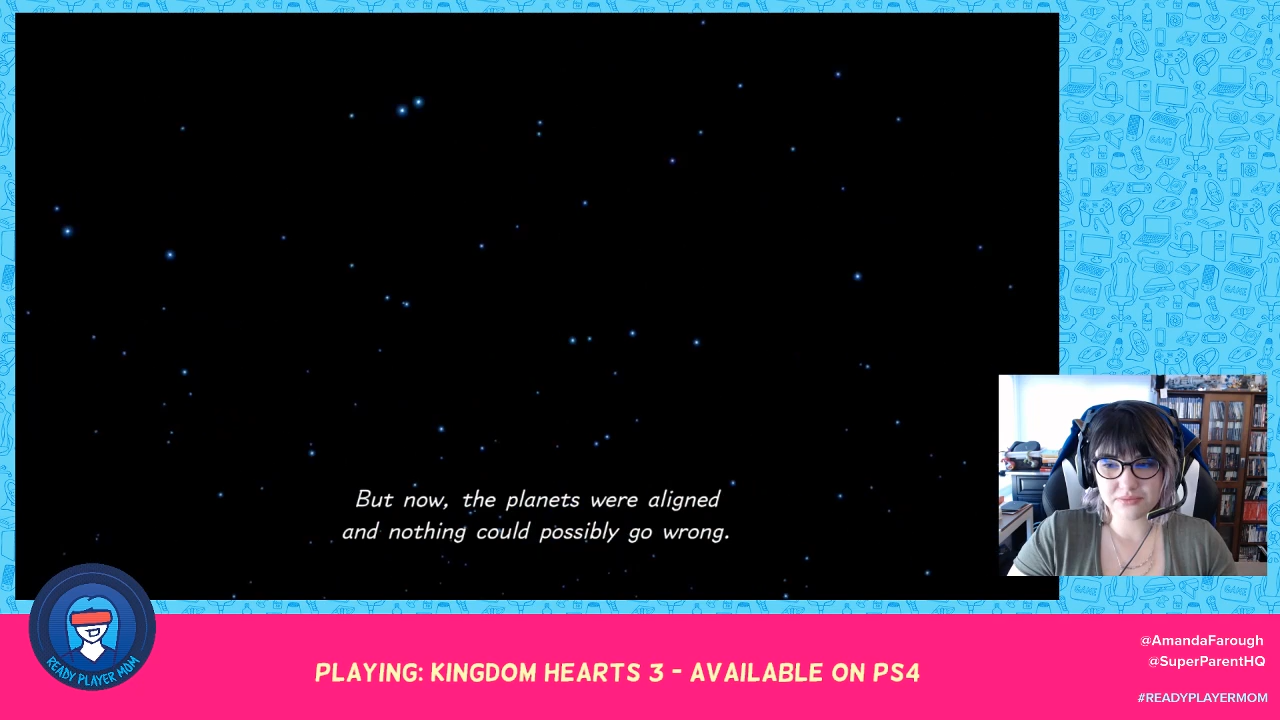 But now, the planets were aligned
and nothing could possibly go wrong.
READY PLAYER MOM
PLAYING: KINGDOM HEARTS 3 - AVAILABLE ON PS4
@AmandaFarough
@SuperParentHQ
#READYPLAYERMOM
GAME